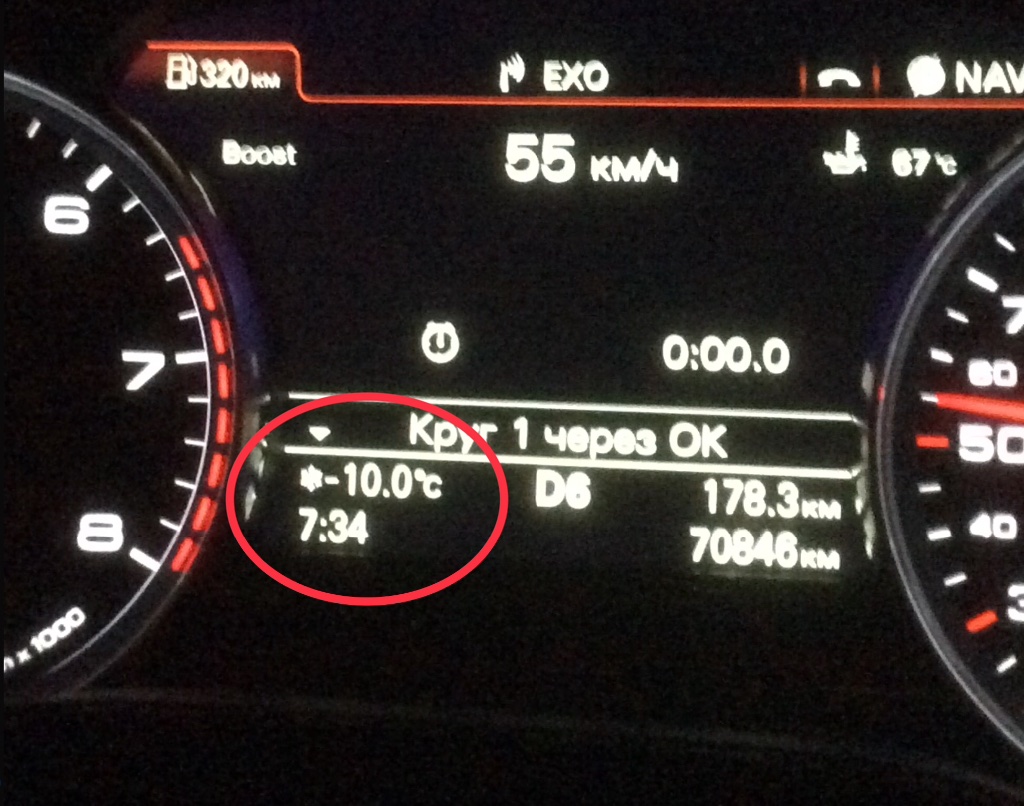 320 км
ЕХО
NAV
Boost
55 км/ч
67 °C
6
7
8
x 1000
0:00.0
Круг 1 через OK
-10.0°C
D6
178.3км
7:34
70846км
60
50
40